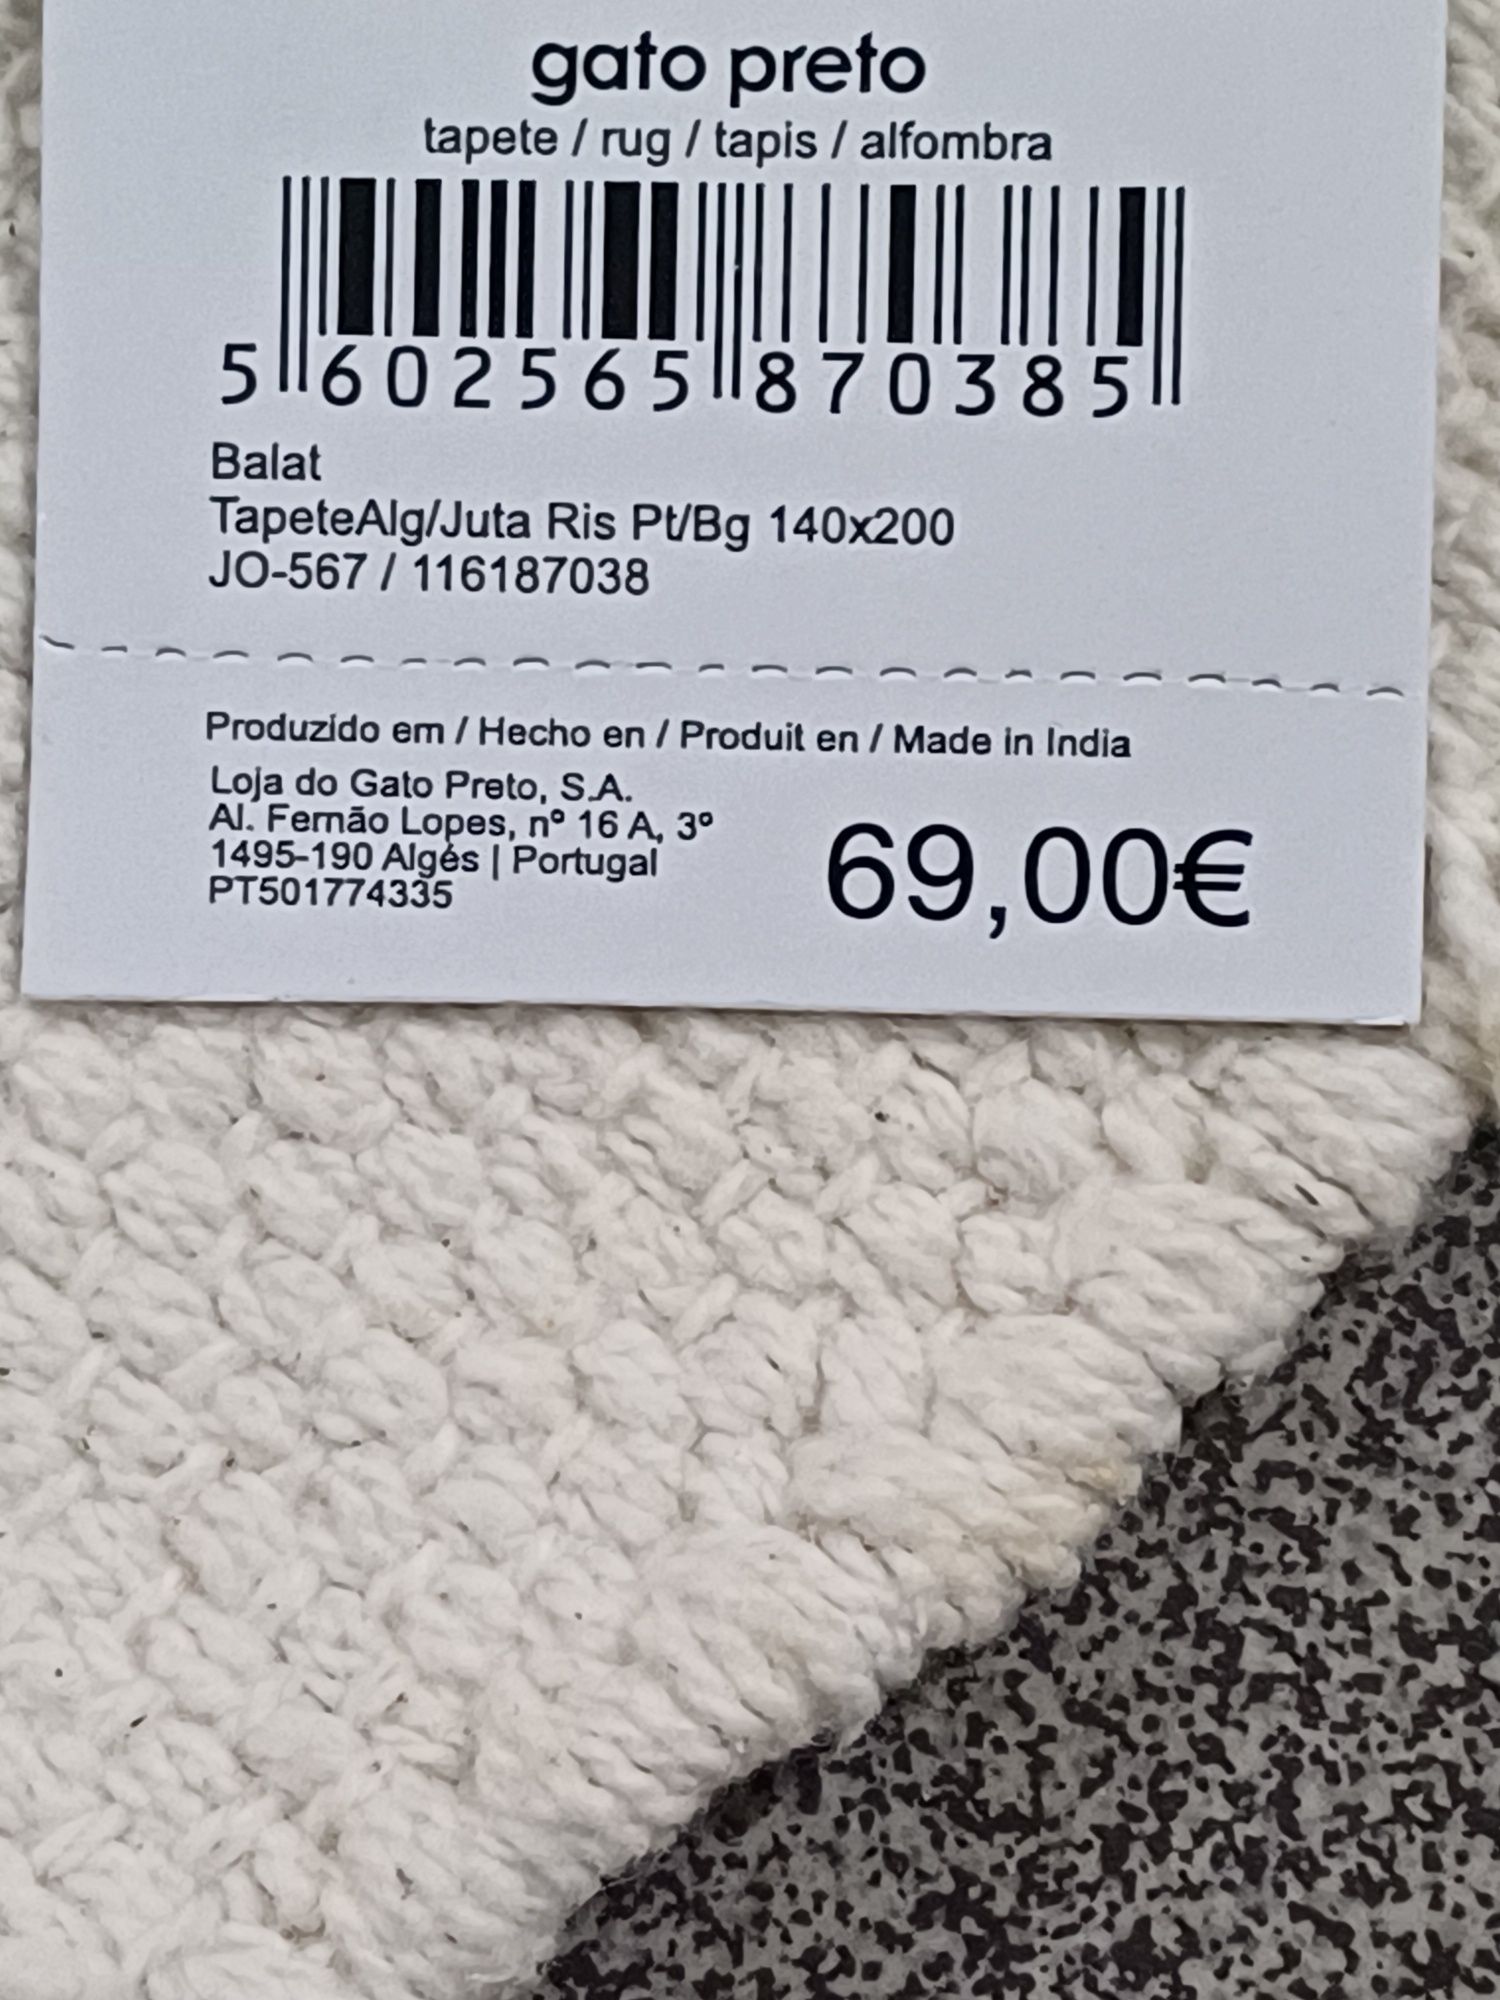 gato preto
tapete / rug / tapis / alfombra
5 602565 870385
Balat
TapeteAlg/Juta Ris Pt/Bg 140x200
JO-567 / 116187038
Produzido em / Hecho en / Produit en / Made in India
Loja do Gato Preto, S.A.
Al. Fernão Lopes, nº 16 A, 3º
1495-190 Algés | Portugal
PT501774335
69,00€